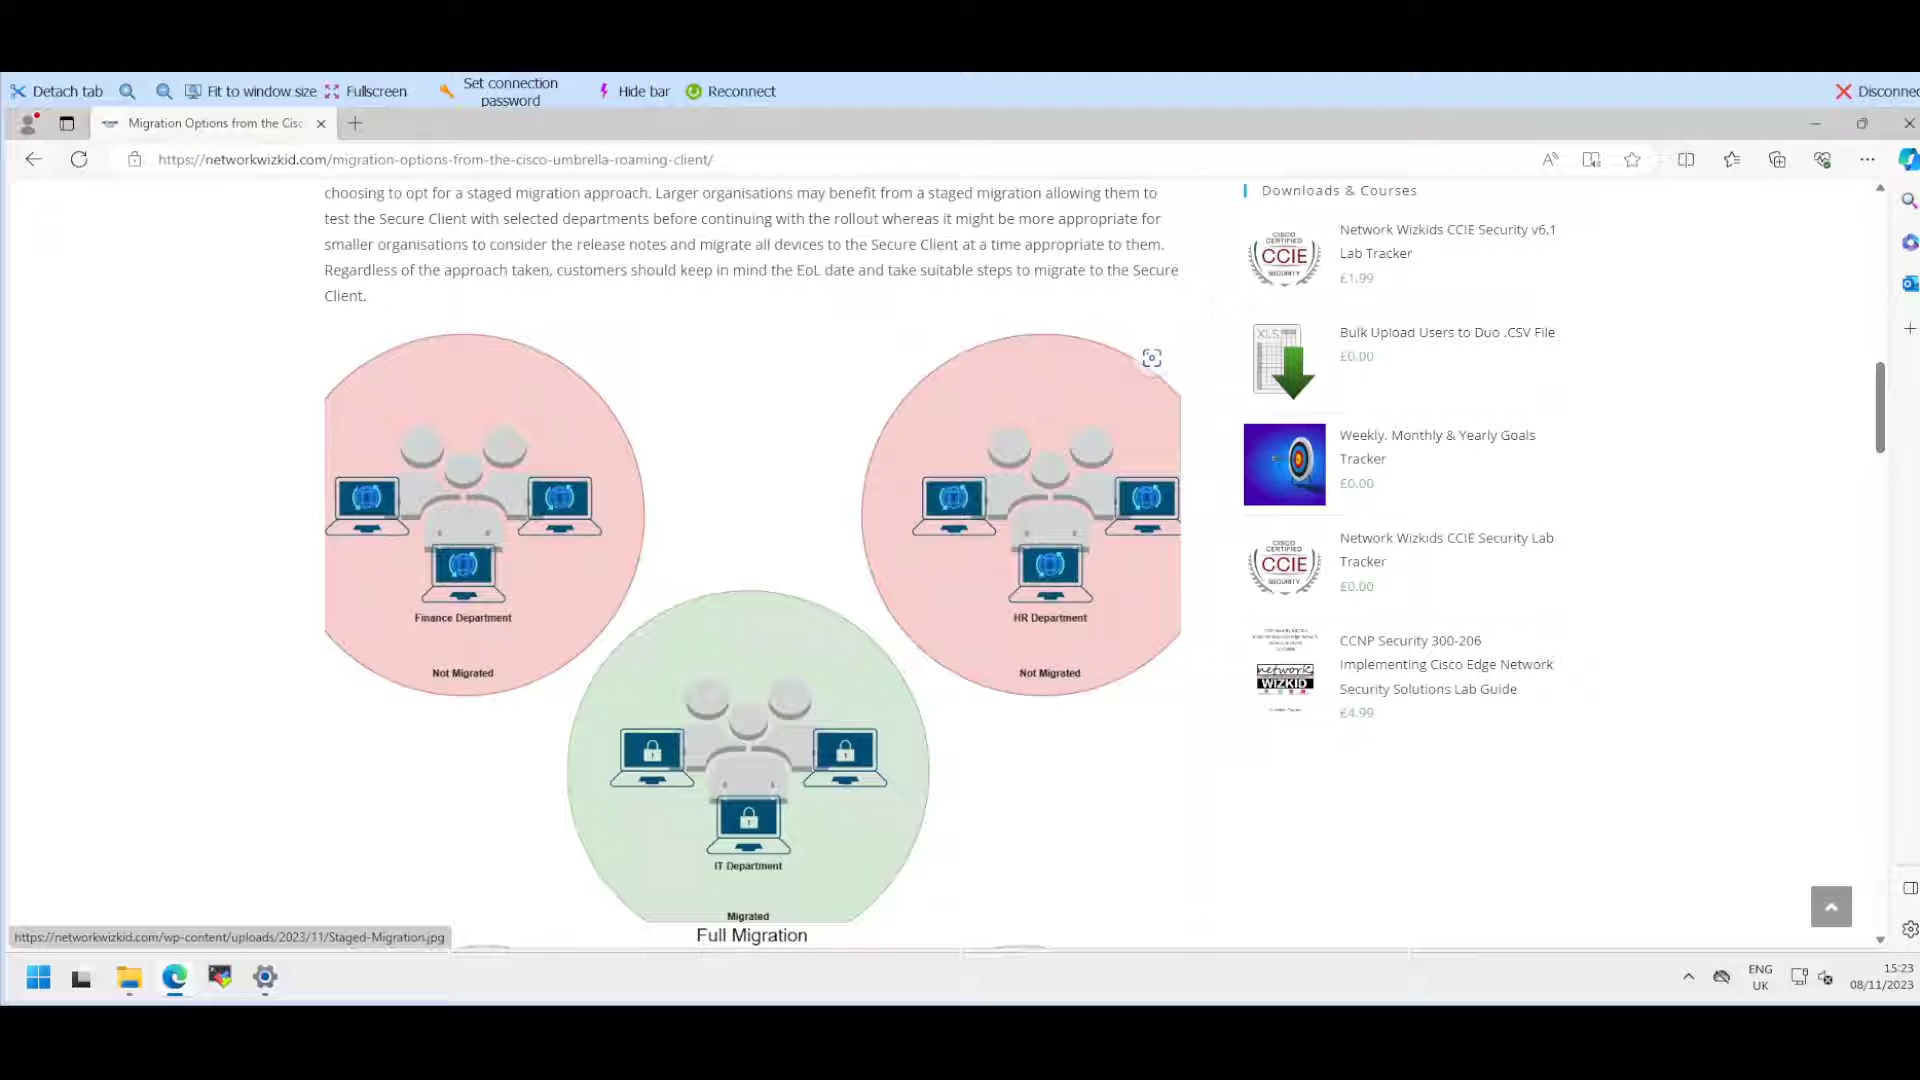 Detach tab
Fit to window size
Fullscreen
Set connection
password
Hide bar
Reconnect
Disconnec
Migration Options from the Cisc
https://networkwizkid.com/migration-options-from-the-cisco-umbrella-roaming-client/
choosing to opt for a staged migration approach. Larger organisations may benefit from a staged migration allowing them to
test the Secure Client with selected departments before continuing with the rollout whereas it might be more appropriate for
smaller organisations to consider the release notes and migrate all devices to the Secure Client at a time appropriate to them.
Regardless of the approach taken, customers should keep in mind the EoL date and take suitable steps to migrate to the Secure
Client.
Finance Department
Not Migrated
HR Department
Not Migrated
IT Department
Migrated
Full Migration
Downloads & Courses
CISCO
CERTIFIED
CCIE
SECURITY
Network Wizkids CCIE Security v6.1
Lab Tracker
£1.99
XLS
Bulk Upload Users to Duo .CSV File
£0.00
Weekly. Monthly & Yearly Goals
Tracker
£0.00
CISCO
CERTIFIED
CCIE
SECURITY
Network Wizkids CCIE Security Lab
Tracker
£0.00
network
WIZKID
CCNP Security 300-206
Implementing Cisco Edge Network
Security Solutions Lab Guide
£4.99
https://networkwizkid.com/wp-content/uploads/2023/11/Staged-Migration.jpg
ENG
UK
15:23
08/11/2023